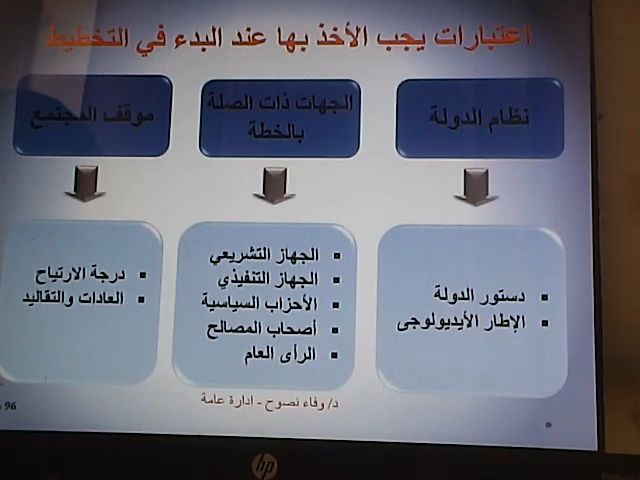 اعتبارات يجب الأخذ بها عند البدء في التخطيط
نظام الدولة
دستور الدولة
الإطار الأيديولوجى
الجهات ذات الصلة
بالخطة
الجهاز التشريعي
الجهاز التنفيذي
الأحزاب السياسية
أصحاب المصالح
الرأى العام
موقف المجتمع
درجة الارتياح
العادات والتقاليد
د/ وفاء نصوح - ادارة عامة
96
hp